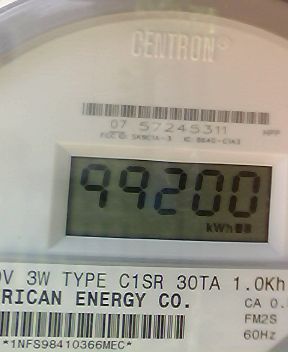 CENTRON®
07 57245311
99200
kWh
V 3W TYPE C1SR 30TA 1.0Kh
RICAN ENERGY CO.
CA 0.
FM2S
60Hz
*1NFS98410366MEC*